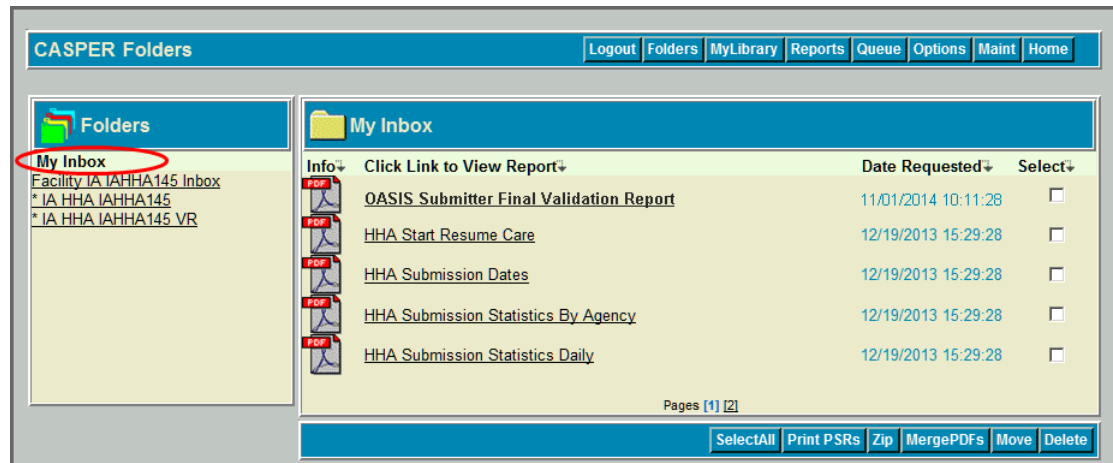 CASPER Folders
Logout Folders MyLibrary Reports Queue Options Maint Home
Folders
My Inbox
Facility IA IAHHA145 Inbox
* IA HHA IAHHA145
* IA HHA IAHHA145 VR
My Inbox
Info Click Link to View Report Date Requested Select
PDF OASIS Submitter Final Validation Report 11/01/2014 10:11:28
PDF HHA Start Resume Care 12/19/2013 15:29:28
PDF HHA Submission Dates 12/19/2013 15:29:28
PDF HHA Submission Statistics By Agency 12/19/2013 15:29:28
PDF HHA Submission Statistics Daily 12/19/2013 15:29:28
Pages [1] [2]
SelectAll Print PSRs Zip MergePDFs Move Delete